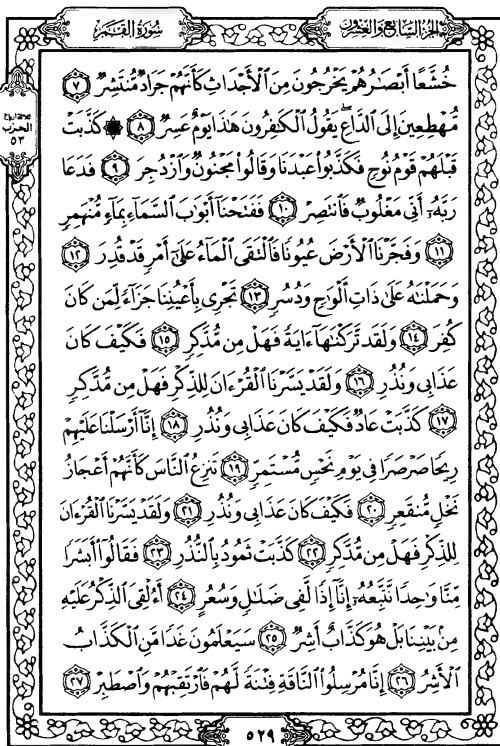 الجزء السابع والعشرون
سورة القمر
خُشَّعًا أَبْصَٰرُهُمْ يَخْرُجُونَ مِنَ ٱلْأَجْدَاثِ كَأَنَّهُمْ جَرَادٌ مُّنتَشِرٌ ٧
مُّهْطِعِينَ إِلَى ٱلدَّاعِ يَقُولُ ٱلْكَٰفِرُونَ هَٰذَا يَوْمٌ عَسِرٌ ٨ ۞ كَذَّبَتْ
قَبْلَهُمْ قَوْمُ نُوحٍ فَكَذَّبُوا۟ عَبْدَنَا وَقَالُوا۟ مَجْنُونٌ وَٱزْدُجِرَ ٩ فَدَعَا
رَبَّهُۥٓ أَنِّى مَغْلُوبٌ فَٱنتَصِرْ ١٠ فَفَتَحْنَآ أَبْوَٰبَ ٱلسَّمَآءِ بِمَآءٍ مُّنْهَمِرٍ
١١ وَفَجَّرْنَا ٱلْأَرْضَ عُيُونًا فَٱلْتَقَى ٱلْمَآءُ عَلَىٰٓ أَمْرٍ قَدْ قُدِرَ ١٢
وَحَمَلْنَٰهُ عَلَىٰ ذَاتِ أَلْوَٰحٍ وَدُسُرٍ ١٣ تَجْرِى بِأَعْيُنِنَا جَزَآءً لِّمَن كَانَ
كُفِرَ ١٤ وَلَقَد تَّرَكْنَٰهَآ ءَايَةً فَهَلْ مِن مُّدَّكِرٍ ١٥ فَكَيْفَ كَانَ
عَذَابِى وَنُذُرِ ١٦ وَلَقَدْ يَسَّرْنَا ٱلْقُرْءَانَ لِلذِّكْرِ فَهَلْ مِن مُّدَّكِرٍ
١٧ كَذَّبَتْ عَادٌ فَكَيْفَ كَانَ عَذَابِى وَنُذُرِ ١٨ إِنَّآ أَرْسَلْنَا عَلَيْهِمْ
رِيحًا صَرْصَرًا فِى يَوْمِ نَحْسٍ مُّسْتَمِرٍّ ١٩ تَنزِعُ ٱلنَّاسَ كَأَنَّهُمْ أَعْجَازُ
نَخْلٍ مُّنقَعِرٍ ٢٠ فَكَيْفَ كَانَ عَذَابِى وَنُذُرِ ٢١ وَلَقَدْ يَسَّرْنَا ٱلْقُرْءَانَ
لِلذِّكْرِ فَهَلْ مِن مُّدَّكِرٍ ٢٢ كَذَّبَتْ ثَمُودُ بِٱلنُّذُرِ ٢٣ فَقَالُوٓا۟ أَبَشَرًا
مِّنَّا وَٰحِدًا نَّتَّبِعُهُۥٓ إِنَّآ إِذًا لَّفِى ضَلَٰلٍ وَسُعُرٍ ٢٤ أَءُلْقِىَ ٱلذِّكْرُ عَلَيْهِ
مِنۢ بَيْنِنَا بَلْ هُوَ كَذَّابٌ أَشِرٌ ٢٥ سَيَعْلَمُونَ غَدًا مَّنِ ٱلْكَذَّابُ
ٱلْأَشِرُ ٢٦ إِنَّا مُرْسِلُوا۟ ٱلنَّاقَةِ فِتْنَةً لَّهُمْ فَٱرْتَقِبْهُمْ وَٱصْطَبِرْ ٢٧
الحزب
٥٣
٥٢٩